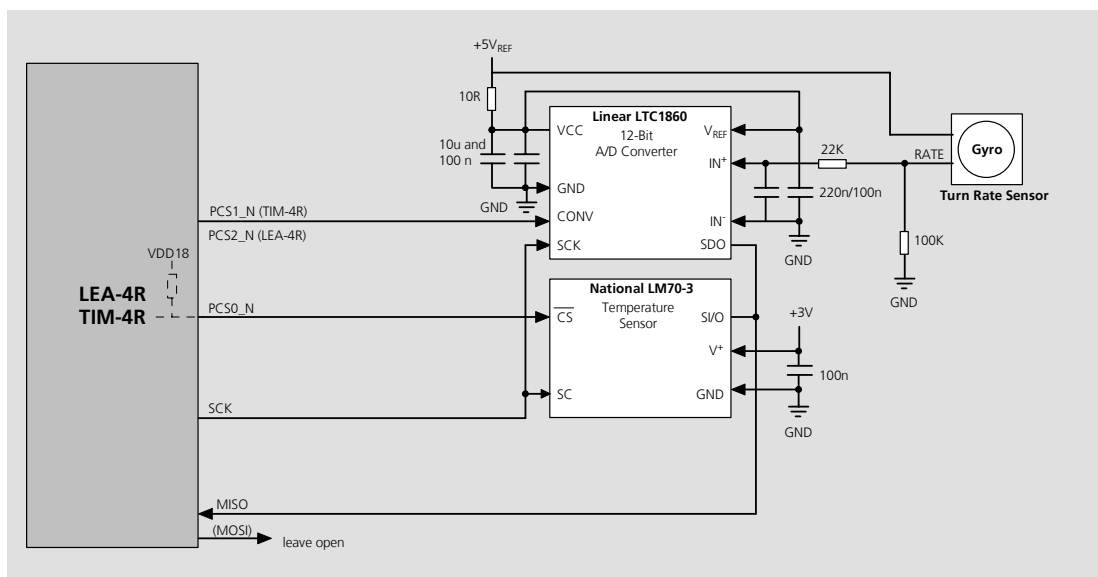 +5VREF
10R
Linear LTC1860
12-Bit
A/D Converter
VCC
VREF
10u and
100 n
IN+
22K
RATE
Gyro
Turn Rate Sensor
GND
GND
220n/100n
PCS1_N (TIM-4R)
CONV
IN-
PCS2_N (LEA-4R)
SCK
SDO
GND
100K
GND
VDD18
LEA-4R
TIM-4R
PCS0_N
National LM70-3
Temperature
Sensor
CS
SI/O
+3V
V+
100n
SC
GND
GND
SCK
MISO
(MOSI)
leave open